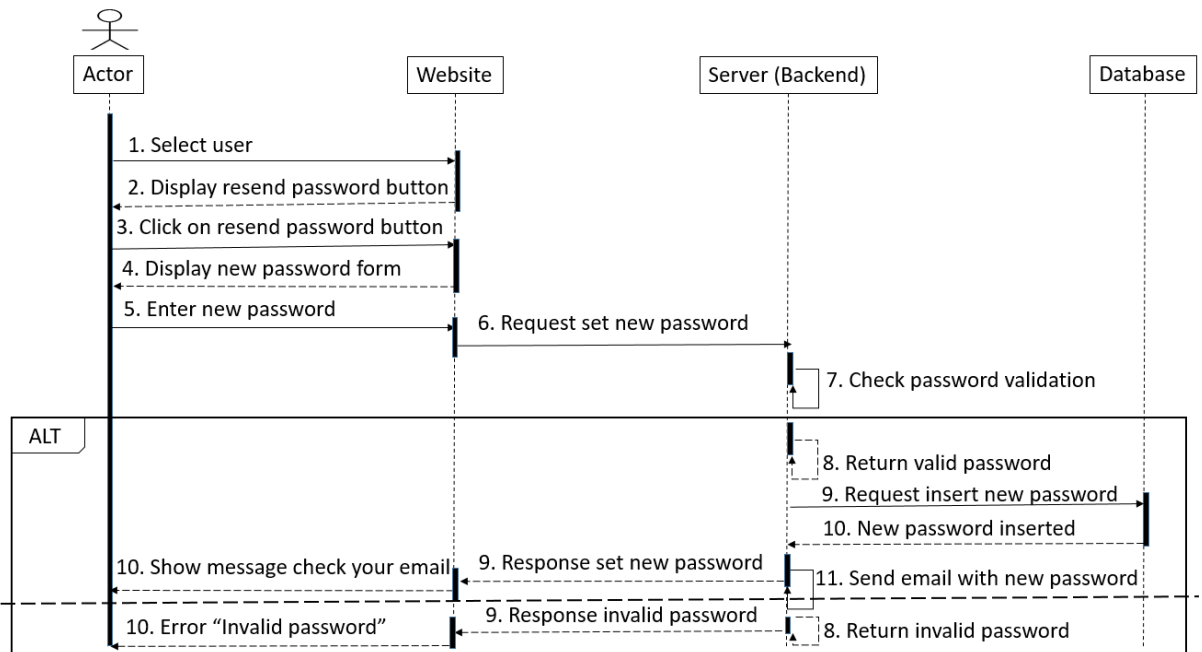 Actor
Website
Server (Backend)
Database
1. Select user
2. Display resend password button
3. Click on resend password button
4. Display new password form
5. Enter new password
6. Request set new password
7. Check password validation
ALT
8. Return valid password
9. Request insert new password
10. New password inserted
10. Show message check your email
9. Response set new password
11. Send email with new password
10. Error “Invalid password”
9. Response invalid password
8. Return invalid password